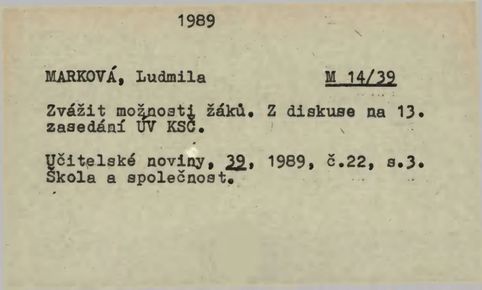 1989
MARKOVÁ, Ludmila M 14/39
Zvážit možnosti žáků. Z diskuse na 13.
zasedání ÚV KSČ.
Učitelské noviny, 39, 1989, č.22, s.3.
Škola a společnost.